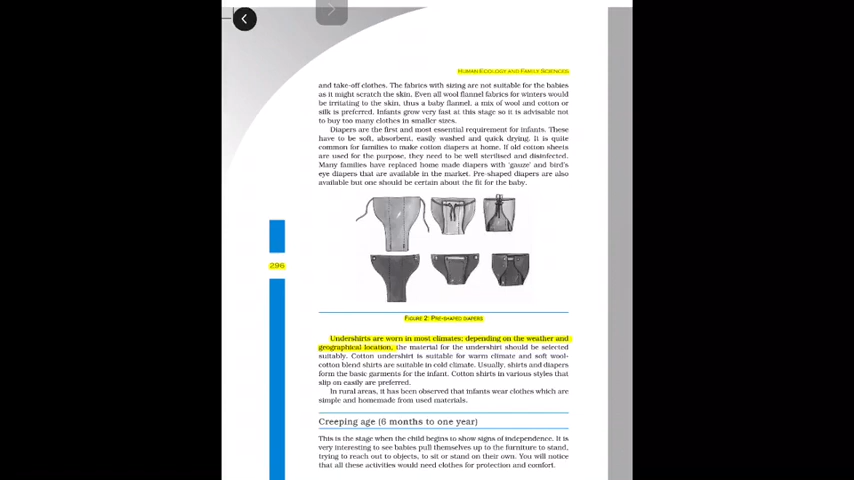 HUMAN ECOLOGY AND FAMILY SCIENCES
and take-off clothes. The fabrics with sizing are not suitable for the babies
as it might scratch the skin. Even all wool flannel fabrics for winters would
be irritating to the skin, thus a baby flannel, a mix of wool and cotton or
silk is preferred. Infants grow very fast at this stage so it is advisable not
to buy too many clothes in smaller sizes.
Diapers are the first and most essential requirement for infants. These
have to be soft, absorbent, easily washed and quick drying. It is quite
common for families to make cotton diapers at home. If old cotton sheets
are used for the purpose, they need to be well sterilised and disinfected.
Many families have replaced home made diapers with 'gauze' and bird's
eye diapers that are available in the market. Pre-shaped diapers are also
available but one should be certain about the fit for the baby.
296
FIGURE 2: PRE-SHAPED DIAPERS
Undershirts are worn in most climates; depending on the weather and
geographical location, the material for the undershirt should be selected
suitably. Cotton undershirt is suitable for warm climate and soft wool-
cotton blend shirts are suitable in cold climate. Usually, shirts and diapers
form the basic garments for the infant. Cotton shirts in various styles that
slip on easily are preferred.
In rural areas, it has been observed that infants wear clothes which are
simple and homemade from used materials.
Creeping age (6 months to one year)
This is the stage when the child begins to show signs of independence. It is
very interesting to see babies pull themselves up to the furniture to stand,
trying to reach out to objects, to sit or stand on their own. You will notice
that all these activities would need clothes for protection and comfort.